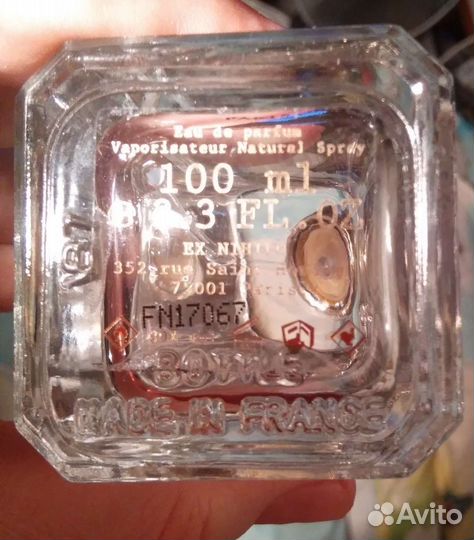 Eau de parfum
Vaporisateur Natural Spray
100 ml
3.3 FL.OZ
EX NIHILO
352 rue Saint
75001 Paris
FN17067
MADE-IN-FRANCE
Avito